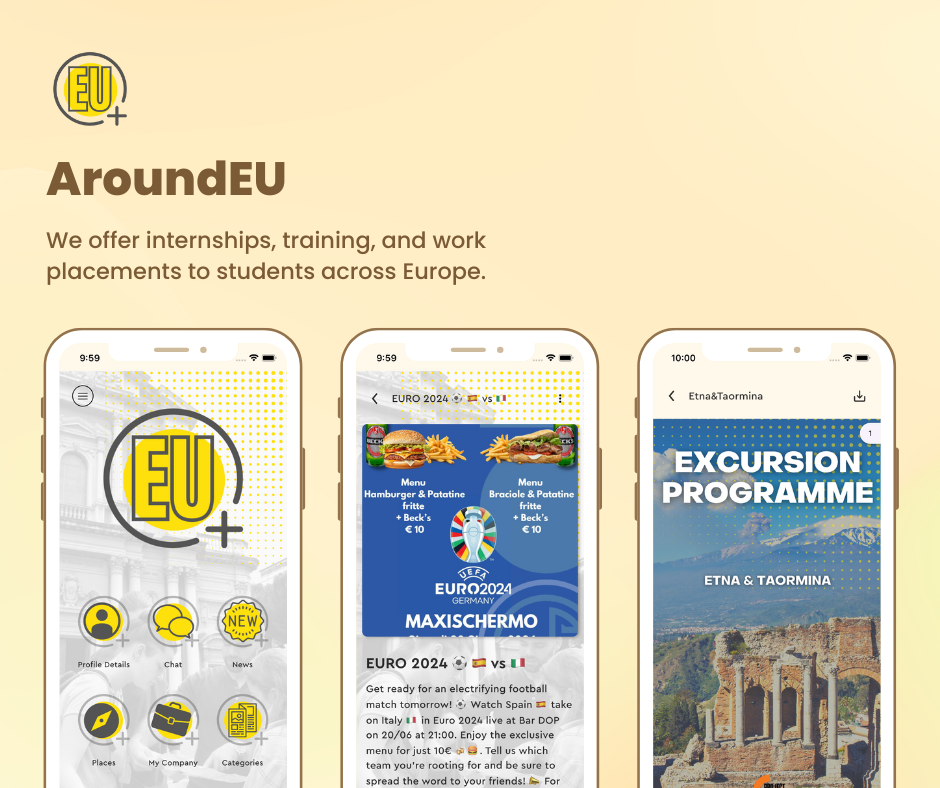 EU
AroundEU
We offer internships, training, and work
placements to students across Europe.
9:59
EU
Profile Details
Chat
NEW
News
Places
My Company
Categories
9:59
EURO 2024 ⚽ 🇪🇸 vs 🇮🇹
BECK'S
Menu
Hamburger & Patatine
fritte
+ Beck's
€ 10
Menu
Braciole & Patatine
fritte
+ Beck's
€ 10
UEFA
EURO2024
GERMANY
MAXISCHERMO
EURO 2024 ⚽ 🇪🇸 vs 🇮🇹
Get ready for an electrifying football
match tomorrow! ⚽ Watch Spain 🇪🇸 take
on Italy 🇮🇹 in Euro 2024 live at Bar DOP
on 20/06 at 21:00. Enjoy the exclusive
menu for just 10€ 🍻 🍔 . Tell us which
team you're rooting for and be sure to
spread the word to your friends! 📣 For
10:00
Etna&Taormina
1
EXCURSION
PROGRAMME
ETNA & TAORMINA